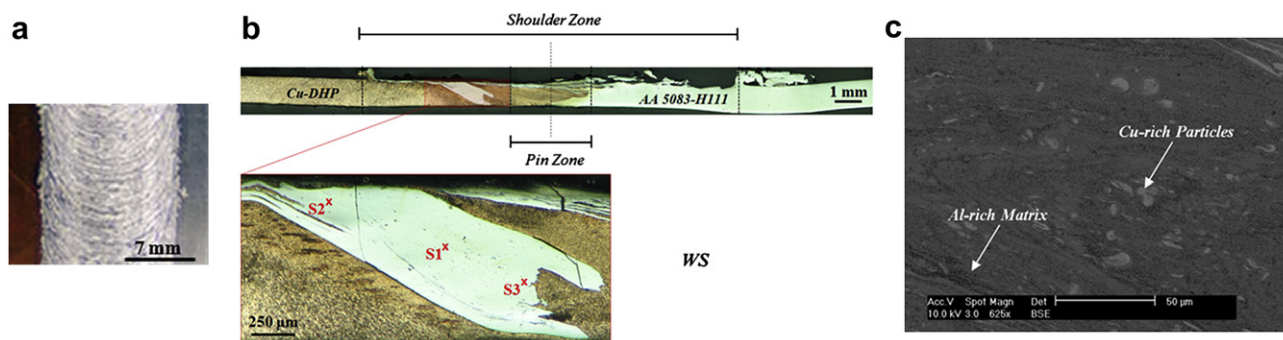 a
7 mm
b
Shoulder Zone
Cu-DHP
AA 5083-H111
1 mm
Pin Zone
S2 x
S1 x
S3 x
250 µm
WS
c
Cu-rich Particles
Al-rich Matrix
Acc.V Spot Magn Det
10.0 kV 3.0 625x BSE
50 µm